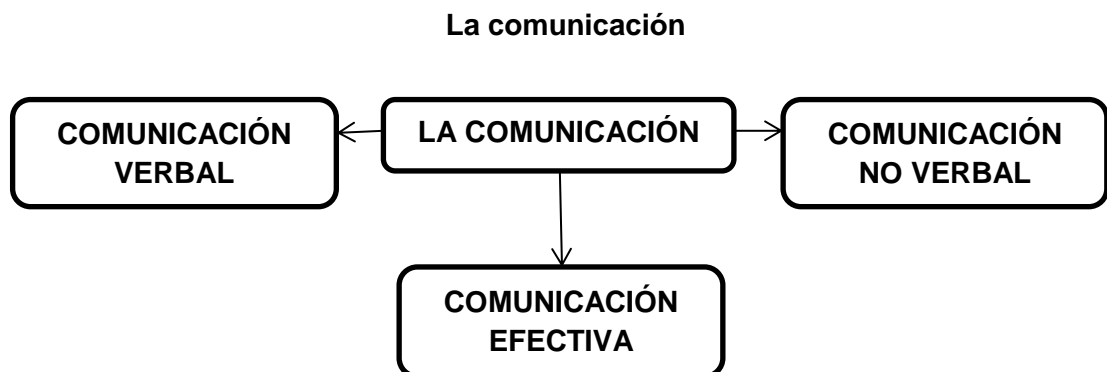 La comunicación
COMUNICACIÓN
VERBAL
LA COMUNICACIÓN
COMUNICACIÓN
NO VERBAL
COMUNICACIÓN
EFECTIVA